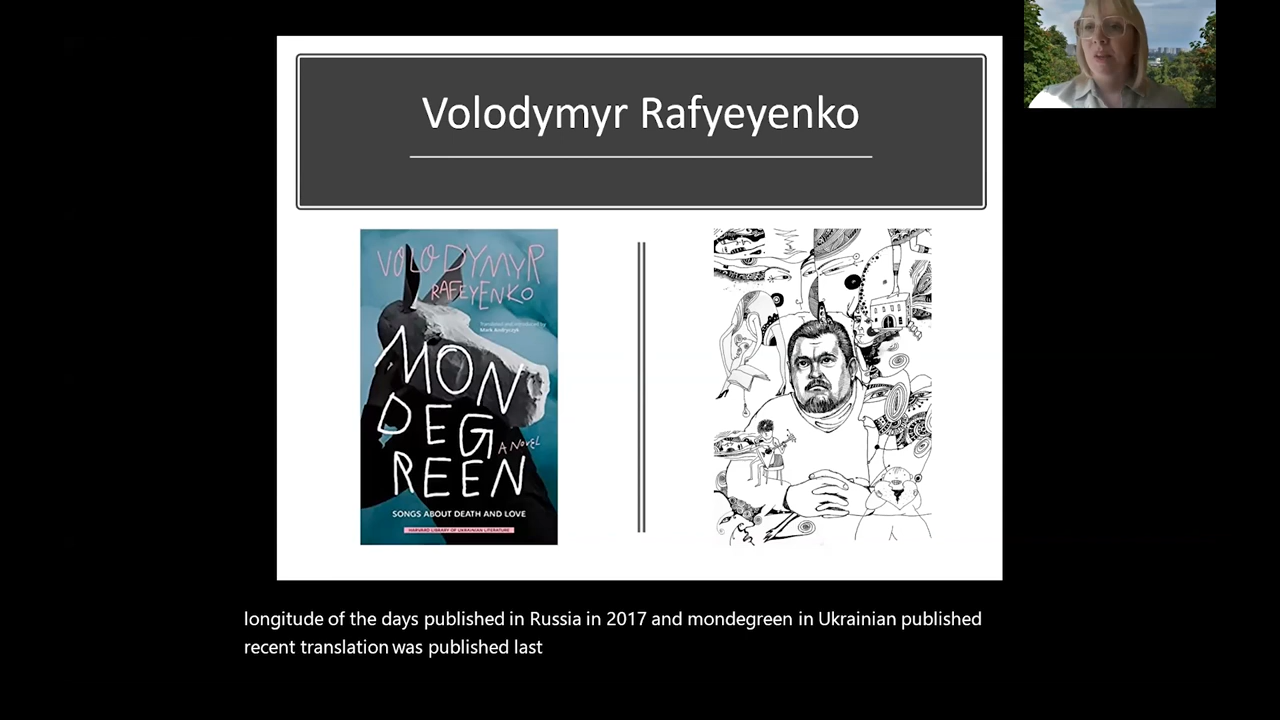 Volodymyr Rafyeyenko
VOLODYMYR
RAFEYENKO
Translated and introduced by
Mark Andryczyk
MON
DEG
A NOVEL
REEN
SONGS ABOUT DEATH AND LOVE
HARVARD LIBRARY OF UKRAINIAN LITERATURE
longitude of the days published in Russia in 2017 and mondegreen in Ukrainian published
recent translation was published last